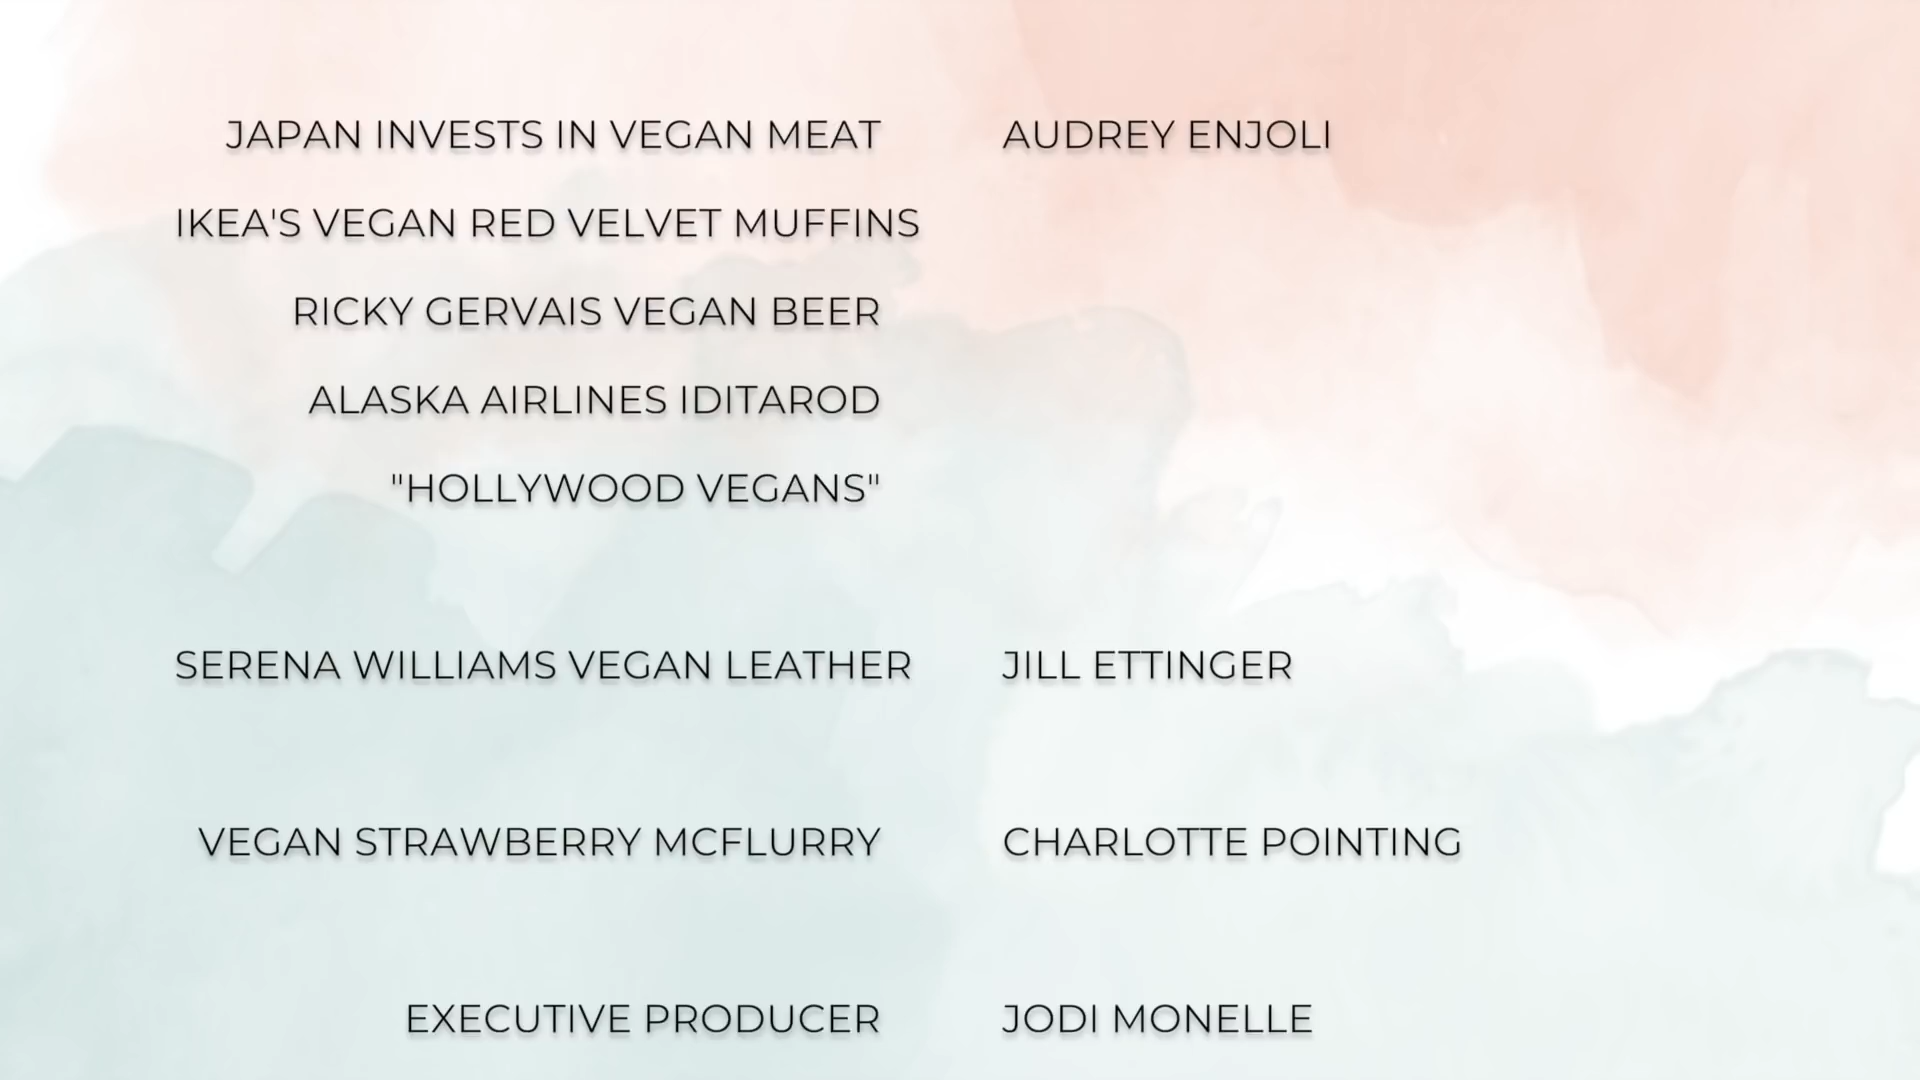 JAPAN INVESTS IN VEGAN MEAT AUDREY ENJOLI
IKEA'S VEGAN RED VELVET MUFFINS
RICKY GERVAIS VEGAN BEER
ALASKA AIRLINES IDITAROD
"HOLLYWOOD VEGANS"
SERENA WILLIAMS VEGAN LEATHER JILL ETTINGER
VEGAN STRAWBERRY MCFLURRY CHARLOTTE POINTING
EXECUTIVE PRODUCER JODI MONELLE